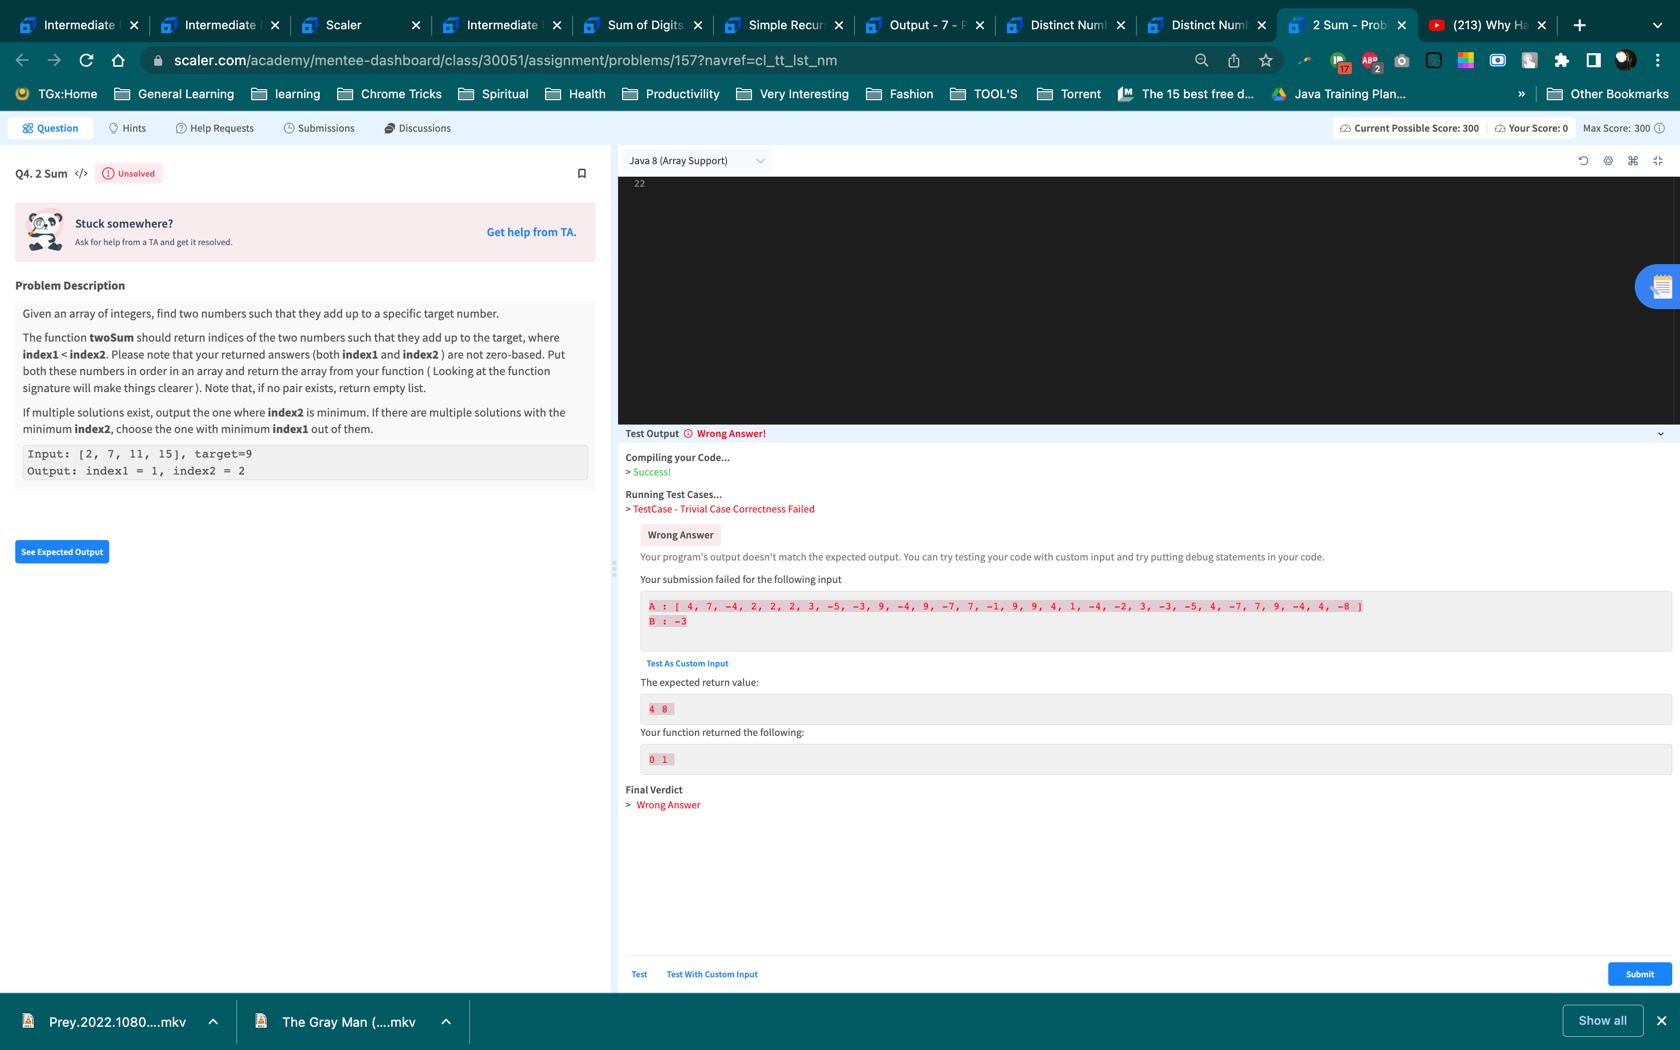 Intermediate
Intermediate
Scaler
Intermediate
Sum of Digits
Simple Recur
Output - 7 - F
Distinct Num
Distinct Num
2 Sum - Prob
(213) Why Ha
scaler.com/academy/mentee-dashboard/class/30051/assignment/problems/157?navref=cl_tt_lst_nm
17
ABP
2
TGx:Home
General Learning
learning
Chrome Tricks
Spiritual
Health
Productivity
Very Interesting
Fashion
TOOL'S
Torrent
The 15 best free d...
Java Training Plan...
»
Other Bookmarks
Question
Hints
Help Requests
Submissions
Discussions
Current Possible Score: 300
Your Score: 0
Max Score: 300
Q4. 2 Sum </>
Unsolved
Stuck somewhere?
Ask for help from a TA and get it resolved.
Get help from TA.
Problem Description
Given an array of integers, find two numbers such that they add up to a specific target number.
The function twoSum should return indices of the two numbers such that they add up to the target, where
index1 < index2. Please note that your returned answers (both index1 and index2 ) are not zero-based. Put
both these numbers in order in an array and return the array from your function ( Looking at the function
signature will make things clearer ). Note that, if no pair exists, return empty list.
If multiple solutions exist, output the one where index2 is minimum. If there are multiple solutions with the
minimum index2, choose the one with minimum index1 out of them.
Input: [2, 7, 11, 15], target=9
Output: index1 = 1, index2 = 2
See Expected Output
Java 8 (Array Support)
22
Test Output Wrong Answer!
Compiling your Code...
> Success!
Running Test Cases...
> TestCase - Trivial Case Correctness Failed
Wrong Answer
Your program's output doesn't match the expected output. You can try testing your code with custom input and try putting debug statements in your code.
Your submission failed for the following input
A : [ 4, 7, -4, 2, 2, 2, 3, -5, -3, 9, -4, 9, -7, 7, -1, 9, 9, 4, 1, -4, -2, 3, -3, -5, 4, -7, 7, 9, -4, 4, -8 ]
B : -3
Test As Custom Input
The expected return value:
4 8
Your function returned the following:
0 1
Final Verdict
> Wrong Answer
Test
Test With Custom Input
Submit
Prey.2022.1080....mkv
The Gray Man (....mkv
Show all